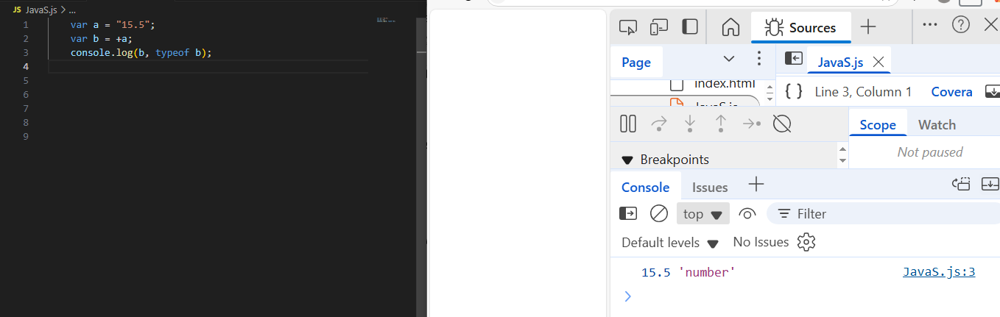 JS JavaS.js > ...
1 var a = "15.5";
2 var b = +a;
3 console.log(b, typeof b);
4
5
6
7
8
9
Sources
Page
JavaS.js
index.html
{ } Line 3, Column 1 Covera
JavaS.js
Scope Watch
Not paused
Breakpoints
Console Issues
top Filter
Default levels No Issues
15.5 'number' JavaS.js:3
>